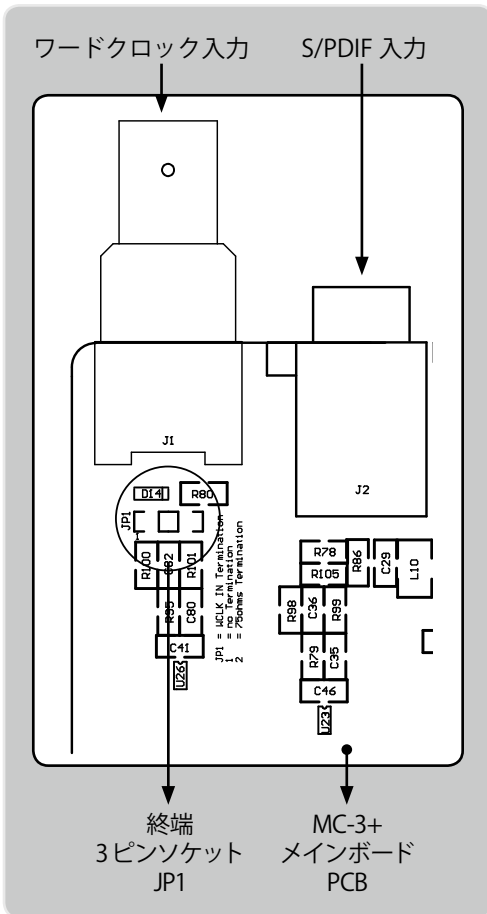 ワードクロック入力
S/PDIF 入力
J1
J2
D14
R80
JP1
1
R100
C82
R101
R95
C80
C41
U26
JP1 = WCLK IN Termination
1 = no Termination
2 = 75ohms Termination
R78
R105
R86
C29
L10
R98
C36
R99
R79
C35
C46
U23
終端
3 ピンソケット
JP1
MC-3+
メインボード
PCB